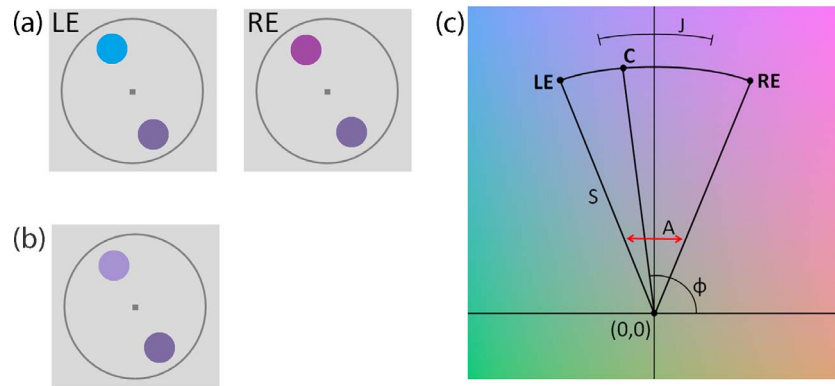 (a) LE RE
(b)
(c)
J
C
LE RE
S
A
ϕ
(0,0)